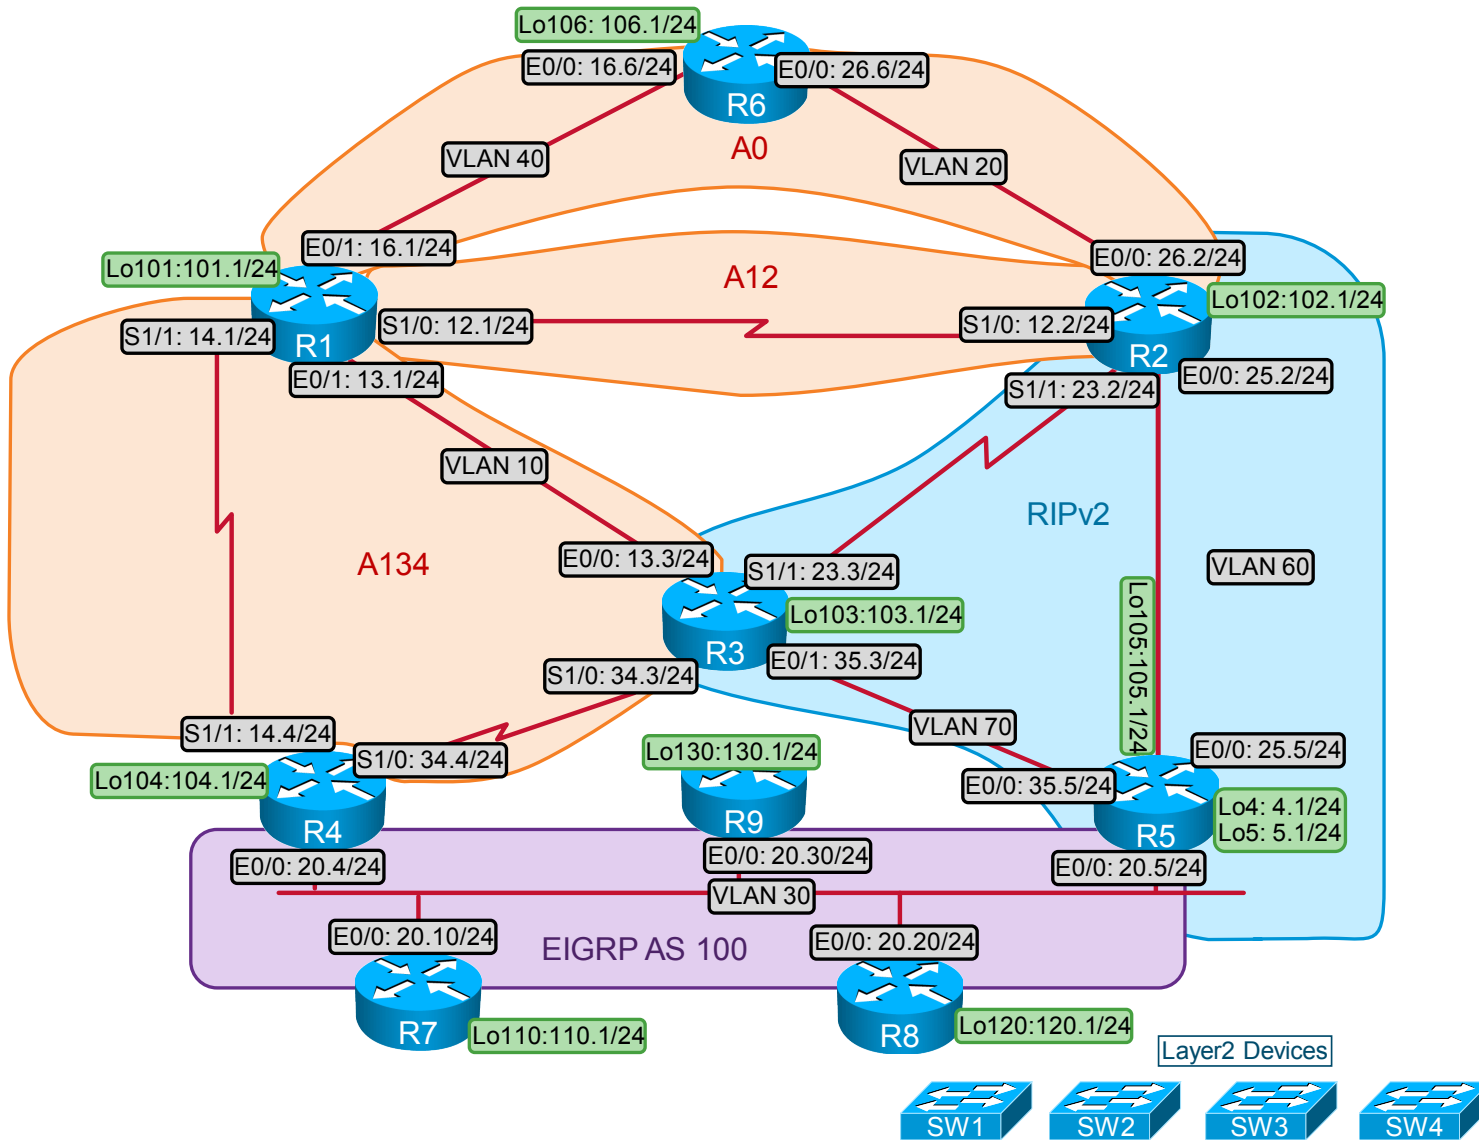 Lo106: 106.1/24
E0/0: 16.6/24
E0/0: 26.6/24
R6
A0
VLAN 40
VLAN 20
E0/1: 16.1/24
E0/0: 26.2/24
Lo101:101.1/24
A12
Lo102:102.1/24
S1/1: 14.1/24
S1/0: 12.1/24
S1/0: 12.2/24
R1
R2
E0/1: 13.1/24
E0/0: 25.2/24
S1/1: 23.2/24
VLAN 10
RIPv2
E0/0: 13.3/24
A134
S1/1: 23.3/24
VLAN 60
Lo103:103.1/24
R3
Lo105:105.1/24
E0/1: 35.3/24
S1/0: 34.3/24
VLAN 70
S1/1: 14.4/24
S1/0: 34.4/24
Lo130:130.1/24
E0/0: 25.5/24
Lo104:104.1/24
E0/0: 35.5/24
Lo4: 4.1/24
Lo5: 5.1/24
R4
R9
R5
E0/0: 20.4/24
E0/0: 20.30/24
E0/0: 20.5/24
VLAN 30
E0/0: 20.10/24
EIGRP AS 100
E0/0: 20.20/24
R7
Lo110:110.1/24
R8
Lo120:120.1/24
Layer2 Devices
SW1
SW2
SW3
SW4